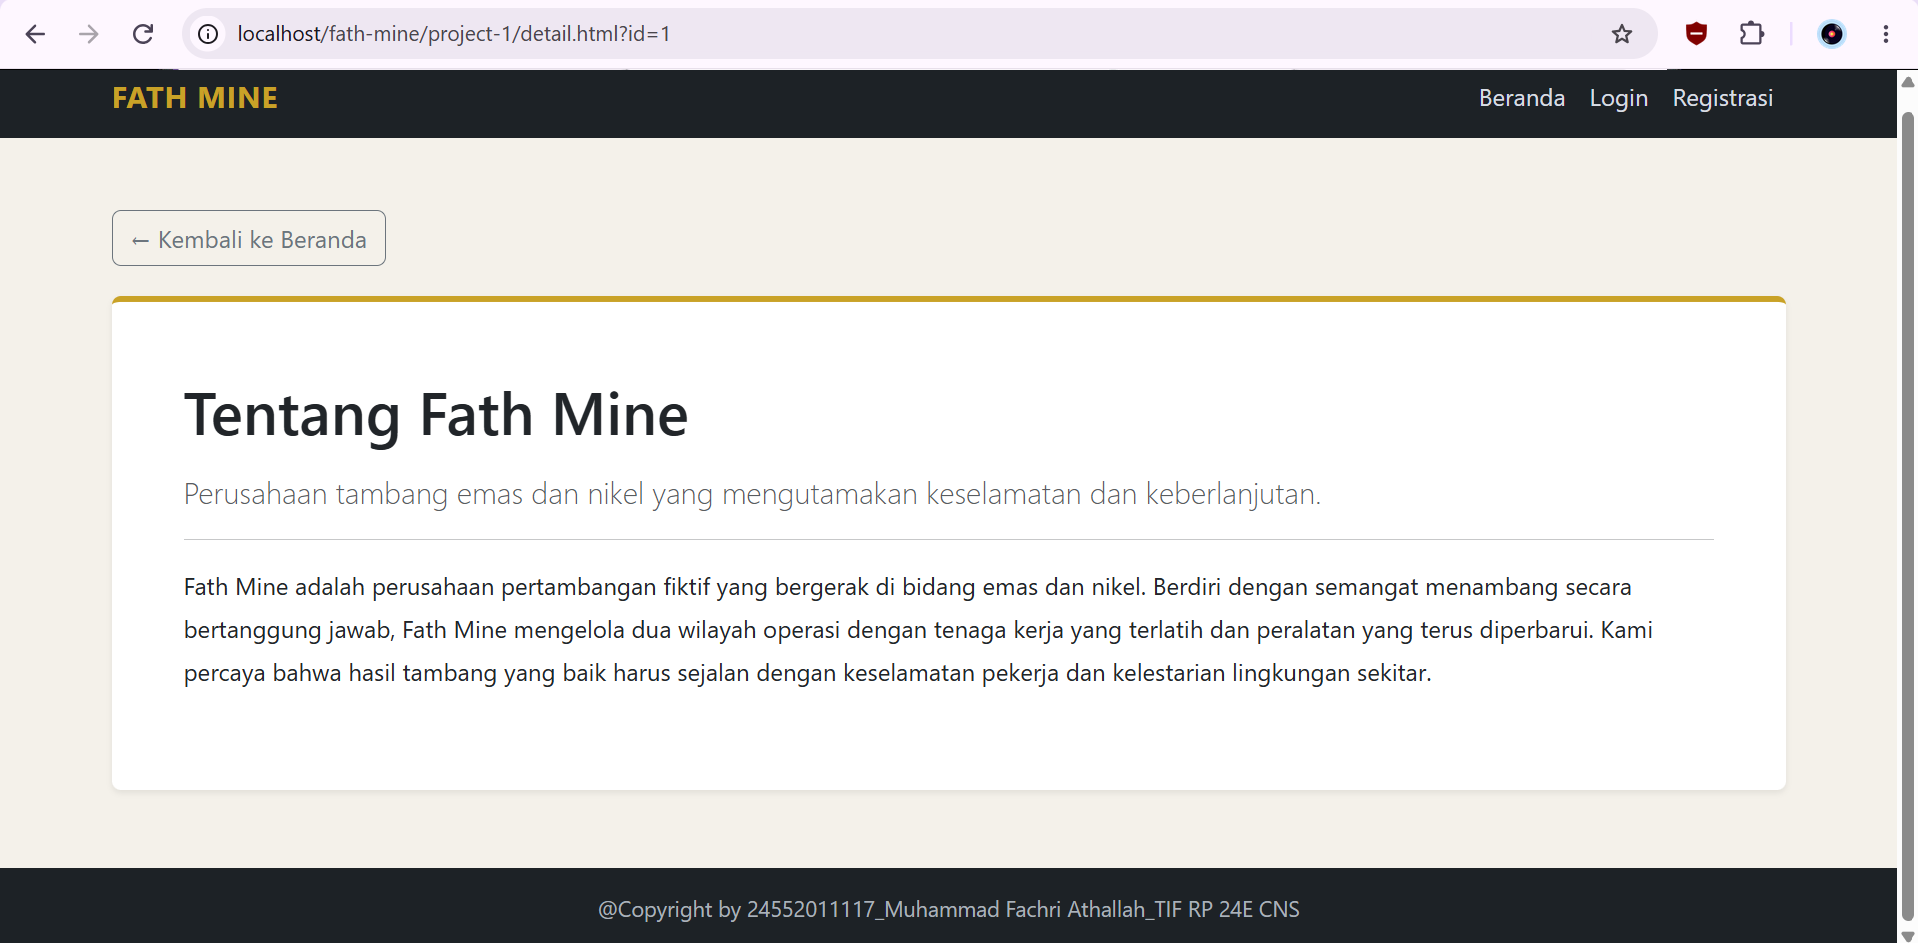 localhost/fath-mine/project-1/detail.html?id=1
FATH MINE
Beranda Login Registrasi
← Kembali ke Beranda
Tentang Fath Mine
Perusahaan tambang emas dan nikel yang mengutamakan keselamatan dan keberlanjutan.
Fath Mine adalah perusahaan pertambangan fiktif yang bergerak di bidang emas dan nikel. Berdiri dengan semangat menambang secara
bertanggung jawab, Fath Mine mengelola dua wilayah operasi dengan tenaga kerja yang terlatih dan peralatan yang terus diperbarui. Kami
percaya bahwa hasil tambang yang baik harus sejalan dengan keselamatan pekerja dan kelestarian lingkungan sekitar.
@Copyright by 24552011117_Muhammad Fachri Athallah_TIF RP 24E CNS